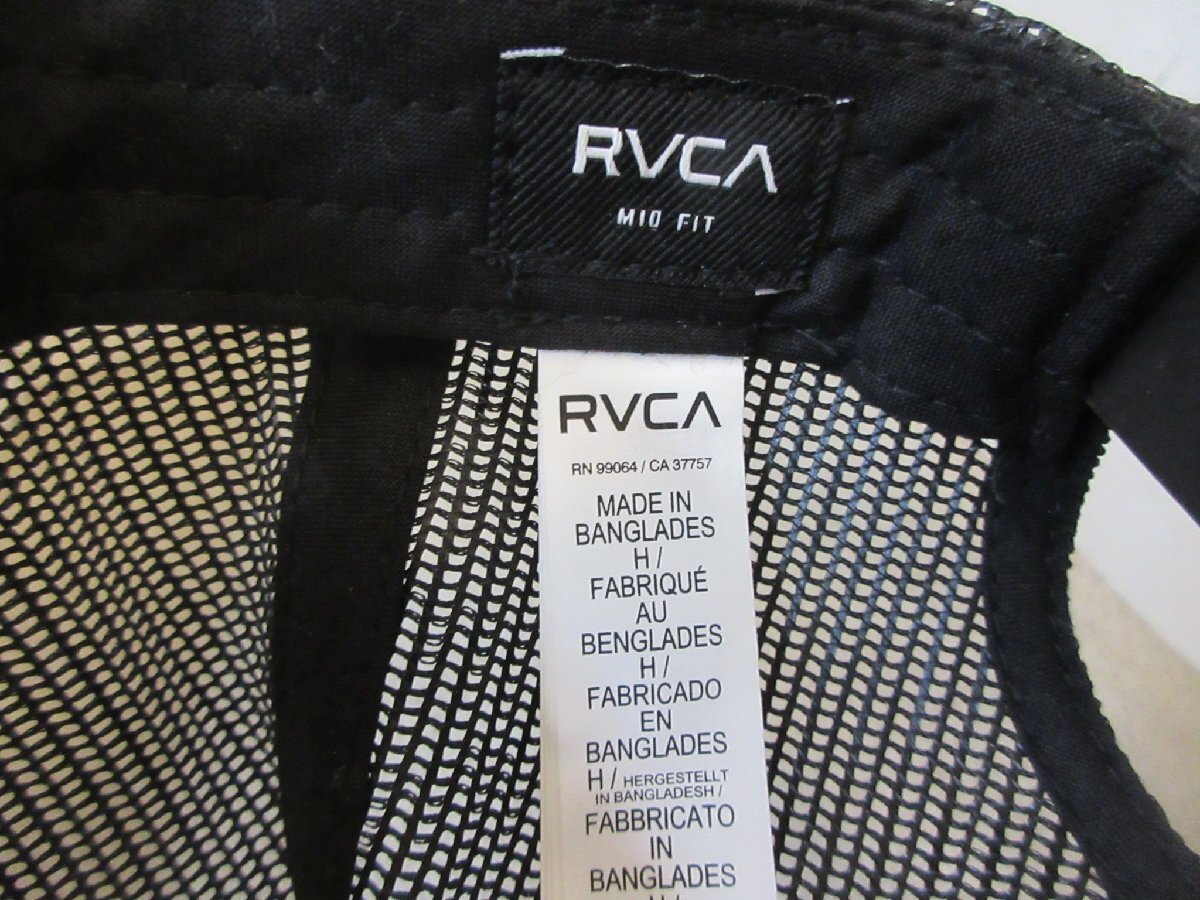 RVCA
MID FIT
RVCA
RN 99064 / CA 37757
MADE IN
BANGLADES
H /
FABRIQUÉ
AU
BENGLADES
H /
FABRICADO
EN
BANGLADES
H / HERGESTELLT
IN BANGLADESH /
FABBRICATO
IN
BANGLADES